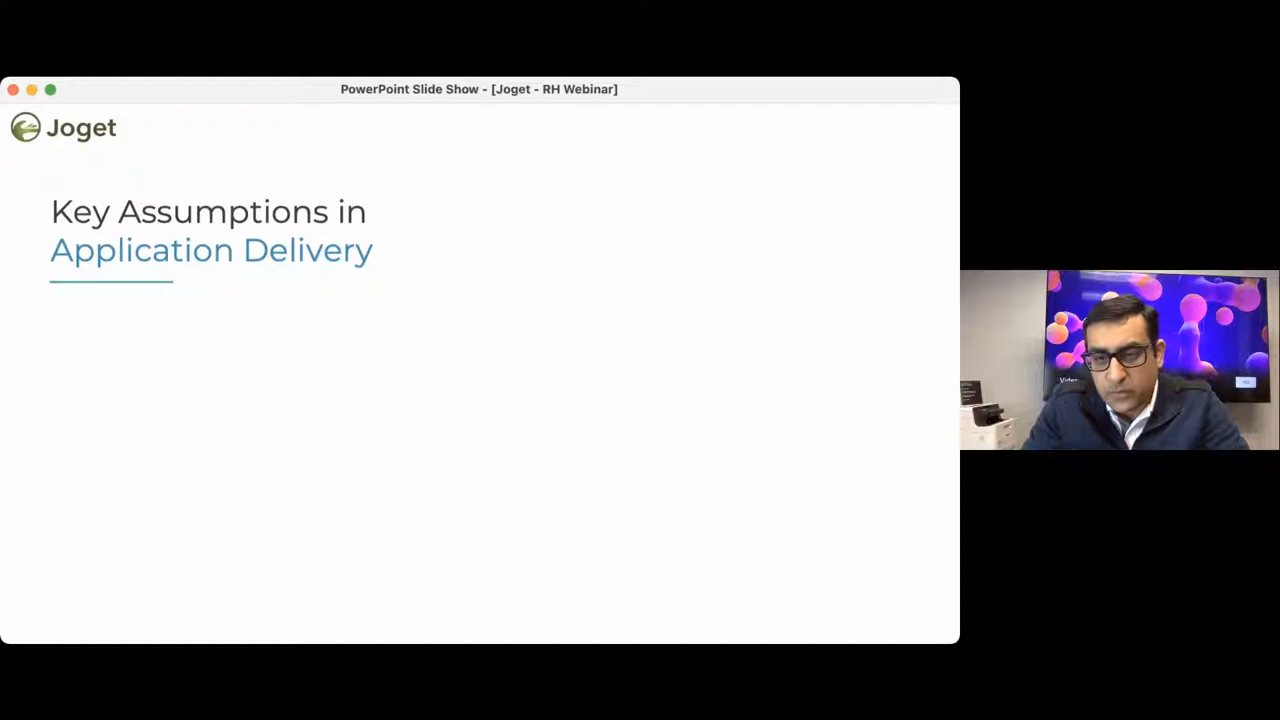 PowerPoint Slide Show - [Joget - RH Webinar]
Joget
Key Assumptions in
Application Delivery